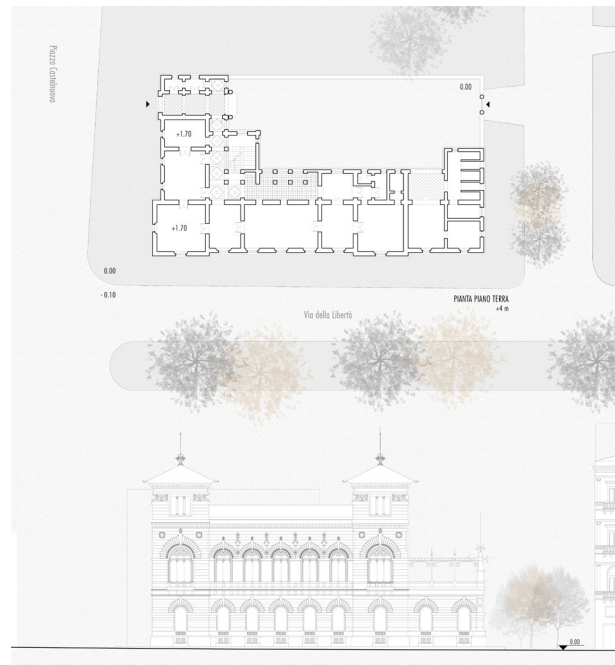 Piazza Castelnuovo
0.00
+1.70
+1.70
0.00
- 0.10
PIANTA PIANO TERRA
+4 m
Via della Libertà
0.00